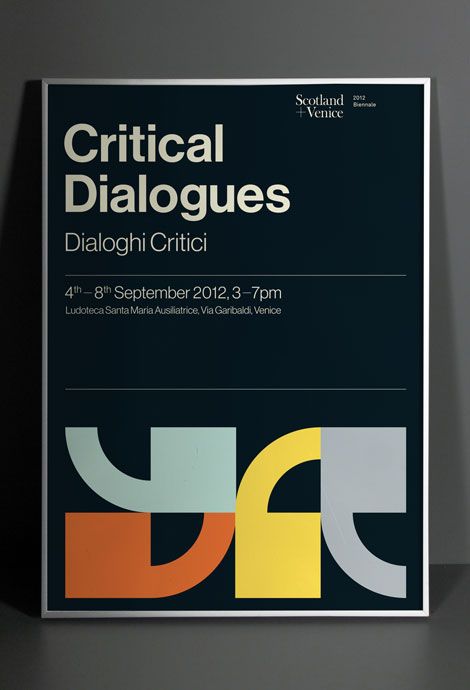 Scotland
+Venice
2012
Biennale
Critical
Dialogues
Dialoghi Critici
4th – 8th September 2012, 3–7pm
Ludoteca Santa Maria Ausiliatrice, Via Garibaldi, Venice